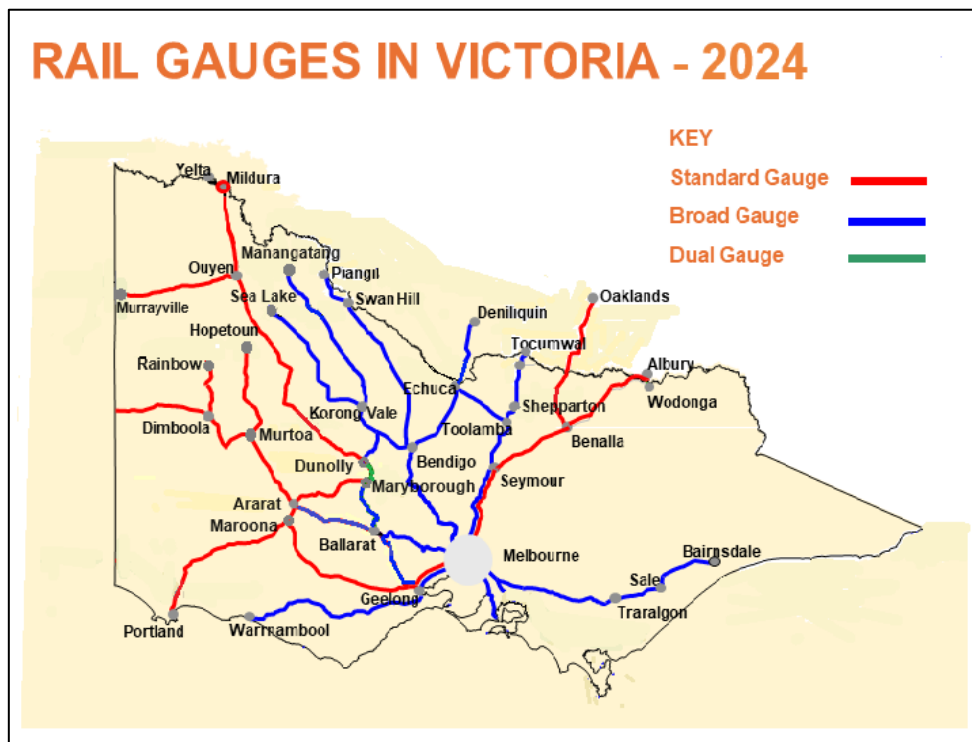 RAIL GAUGES IN VICTORIA - 2024
KEY
Standard Gauge
Broad Gauge
Dual Gauge
Yelta
Mildura
Manangatang
Ouyen
Piangil
Sea Lake
Swan Hill
Murrayville
Oaklands
Deniliquin
Hopetoun
Tocumwal
Rainbow
Albury
Echuca
Wodonga
Korong Vale
Shepparton
Dimboola
Toolamba
Murtoa
Benalla
Dunolly
Bendigo
Seymour
Maryborough
Ararat
Maroona
Ballarat
Melbourne
Bairnsdale
Sale
Geelong
Traralgon
Portland
Warrnambool